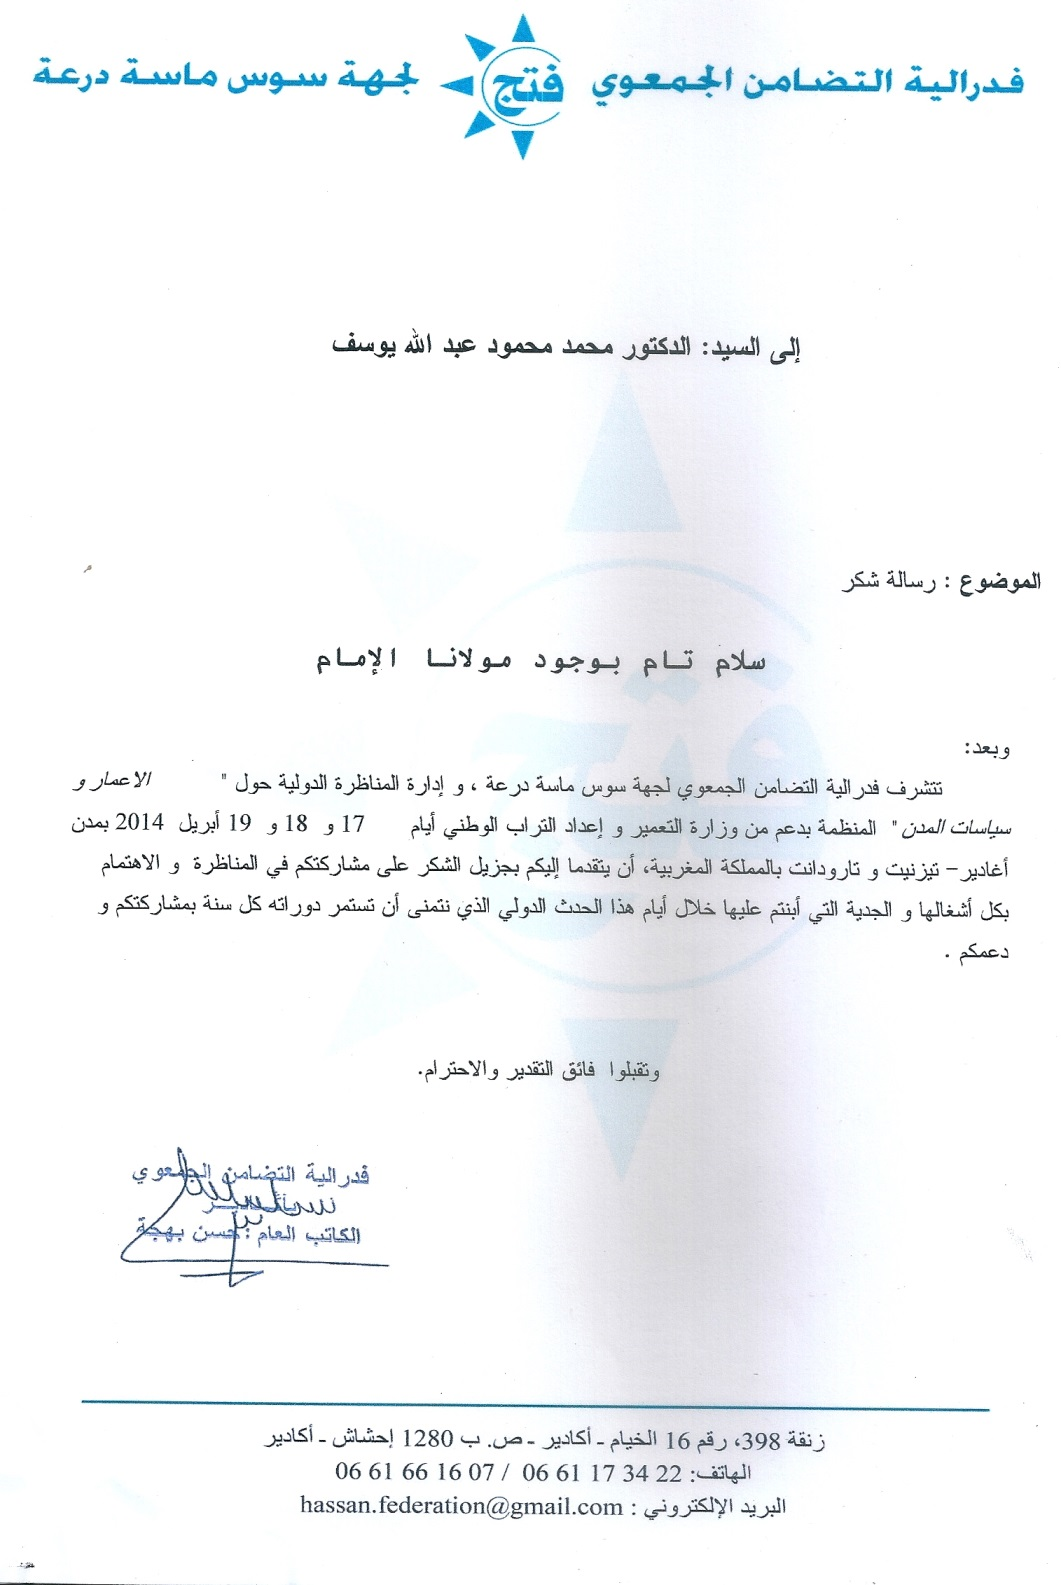 فدرالية التضامن الجمعوي فتج لجهة سوس ماسة درعة
إلى السيد: الدكتور محمد محمود عبد الله يوسف
الموضوع : رسالة شكر
سلام تام بوجود مولانا الإمام
وبعد:
تتشرف فدرالية التضامن الجمعوي لجهة سوس ماسة درعة ، و إدارة المناظرة الدولية حول " الاعمار و
سياسات المدن " المنظمة بدعم من وزارة التعمير و إعداد التراب الوطني أيام 17 و 18 و 19 أبريل 2014 بمدن
أغادير– تيزنيت و تارودانت بالمملكة المغربية، أن يتقدما إليكم بجزيل الشكر على مشاركتكم في المناظرة و الاهتمام
بكل أشغالها و الجدية التي أبنتم عليها خلال أيام هذا الحدث الدولي الذي نتمنى أن تستمر دوراته كل سنة بمشاركتكم و
دعمكم .
وتقبلوا فائق التقدير والاحترام.
فدرالية التضامن الجمعوي
الكاتب العام : حسن بهجة
زنقة 398، رقم 16 الخيام ـ أكادير ـ ص. ب 1280 إحشاش ـ أكادير
الهاتف: 22 34 17 61 06 / 07 16 66 61 06
البريد الإلكتروني : hassan.federation@gmail.com